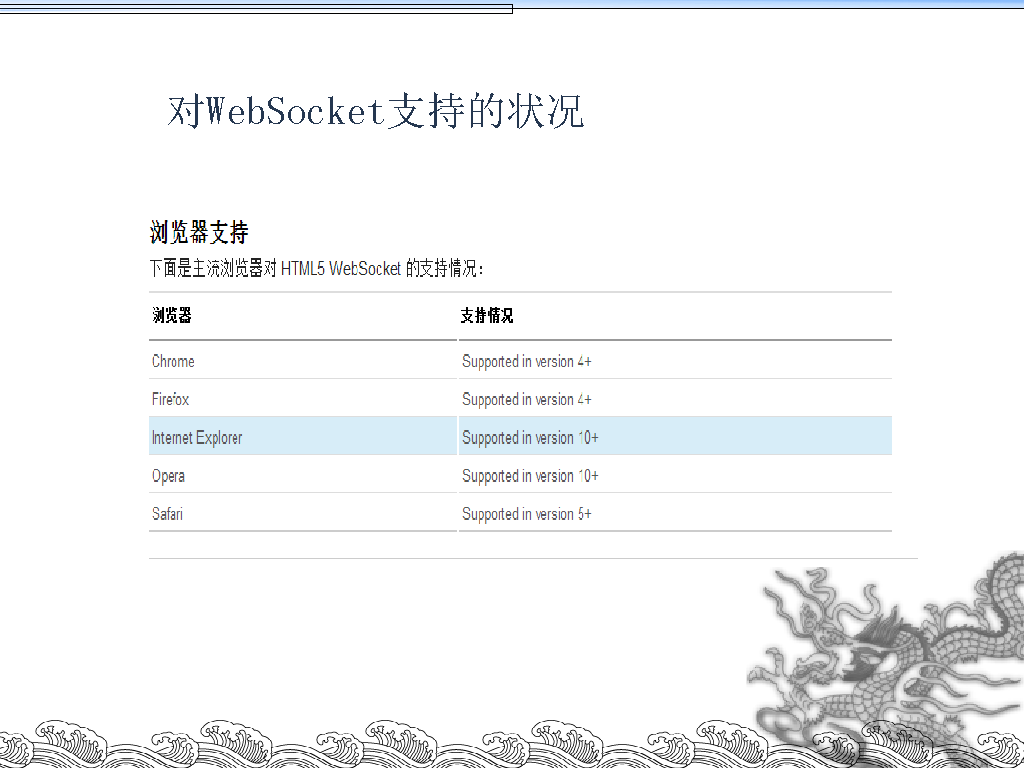 对WebSocket支持的状况
浏览器支持
下面是主流浏览器对 HTML5 WebSocket 的支持情况：
浏览器 支持情况
Chrome Supported in version 4+
Firefox Supported in version 4+
Internet Explorer Supported in version 10+
Opera Supported in version 10+
Safari Supported in version 5+